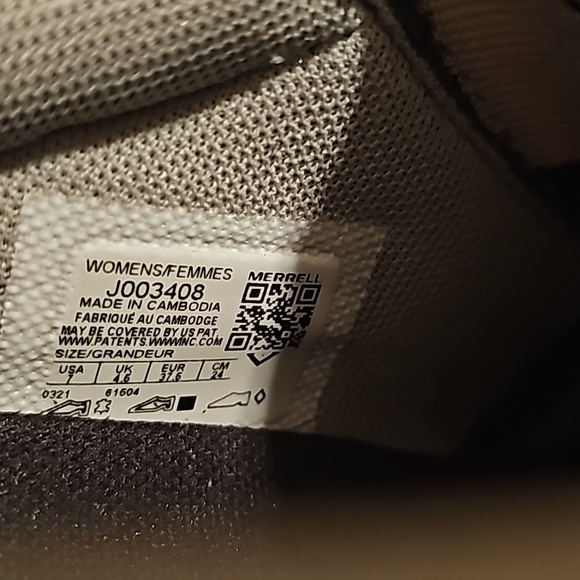 WOMENS/FEMMES
MERRELL
J003408
MADE IN CAMBODIA
FABRIQUÉ AU CAMBODGE
MAY BE COVERED BY US PAT.
WWW.PATENTS.WWWINC.COM
SIZE/GRANDEUR
USA UK EUR CM
7 4.5 37.5 24
0321 61604